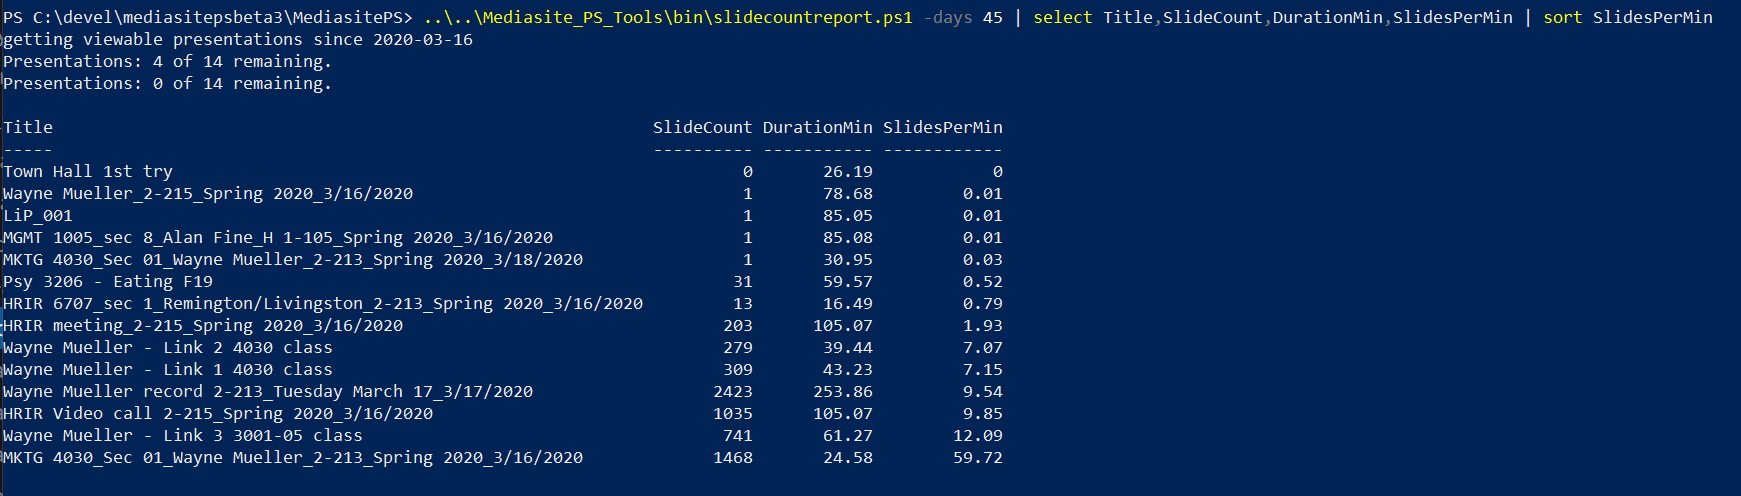 PS C:\devel\mediasitepsbeta3\MediasitePS> ..\..\Mediasite_PS_Tools\bin\slidecountreport.ps1 -days 45 | select Title,SlideCount,DurationMin,SlidesPerMin | sort SlidesPerMin
getting viewable presentations since 2020-03-16
Presentations: 4 of 14 remaining.
Presentations: 0 of 14 remaining.
Title SlideCount DurationMin SlidesPerMin
----- ---------- ----------- ------------
Town Hall 1st try 0 26.19 0
Wayne Mueller_2-215_Spring 2020_3/16/2020 1 78.68 0.01
LiP_001 1 85.05 0.01
MGMT 1005_sec 8_Alan Fine_H 1-105_Spring 2020_3/16/2020 1 85.08 0.01
MKTG 4030_Sec 01_Wayne Mueller_2-213_Spring 2020_3/18/2020 1 30.95 0.03
Psy 3206 - Eating F19 31 59.57 0.52
HRIR 6707_sec 1_Remington/Livingston_2-213_Spring 2020_3/16/2020 13 16.49 0.79
HRIR meeting_2-215_Spring 2020_3/16/2020 203 105.07 1.93
Wayne Mueller - Link 2 4030 class 279 39.44 7.07
Wayne Mueller - Link 1 4030 class 309 43.23 7.15
Wayne Mueller record 2-213_Tuesday March 17_3/17/2020 2423 253.86 9.54
HRIR Video call 2-215_Spring 2020_3/16/2020 1035 105.07 9.85
Wayne Mueller - Link 3 3001-05 class 741 61.27 12.09
MKTG 4030_Sec 01_Wayne Mueller_2-213_Spring 2020_3/16/2020 1468 24.58 59.72